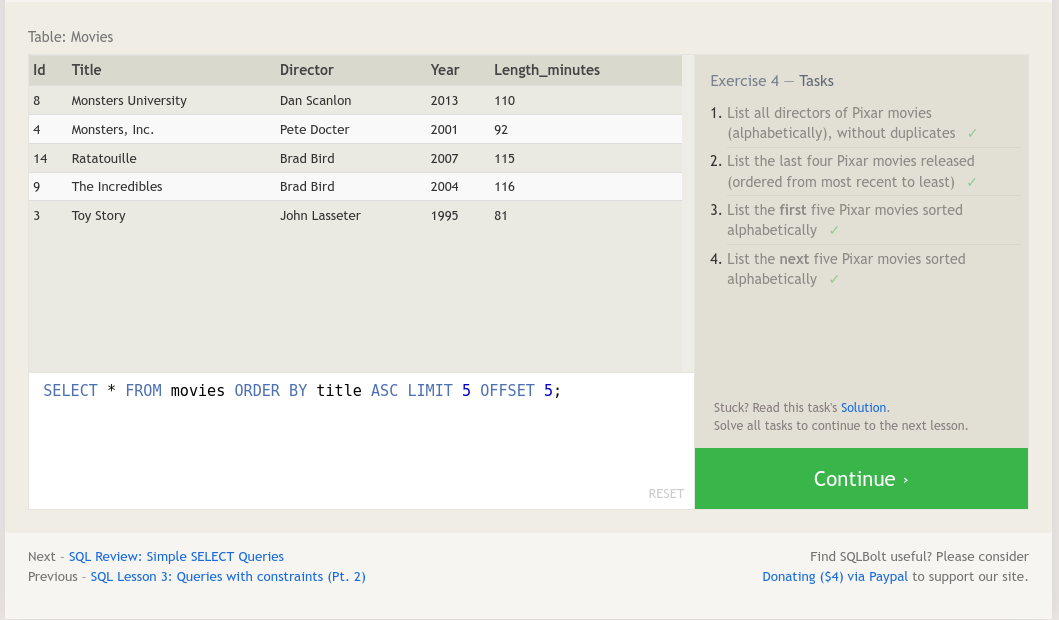 Table: Movies
Id Title Director Year Length_minutes
8 Monsters University Dan Scanlon 2013 110
4 Monsters, Inc. Pete Docter 2001 92
14 Ratatouille Brad Bird 2007 115
9 The Incredibles Brad Bird 2004 116
3 Toy Story John Lasseter 1995 81
SELECT * FROM movies ORDER BY title ASC LIMIT 5 OFFSET 5;
RESET
Exercise 4 — Tasks
1. List all directors of Pixar movies
(alphabetically), without duplicates ✓
2. List the last four Pixar movies released
(ordered from most recent to least) ✓
3. List the first five Pixar movies sorted
alphabetically ✓
4. List the next five Pixar movies sorted
alphabetically ✓
Stuck? Read this task's Solution.
Solve all tasks to continue to the next lesson.
Continue ›
Next – SQL Review: Simple SELECT Queries
Previous – SQL Lesson 3: Queries with constraints (Pt. 2)
Find SQLBolt useful? Please consider
Donating ($4) via Paypal to support our site.